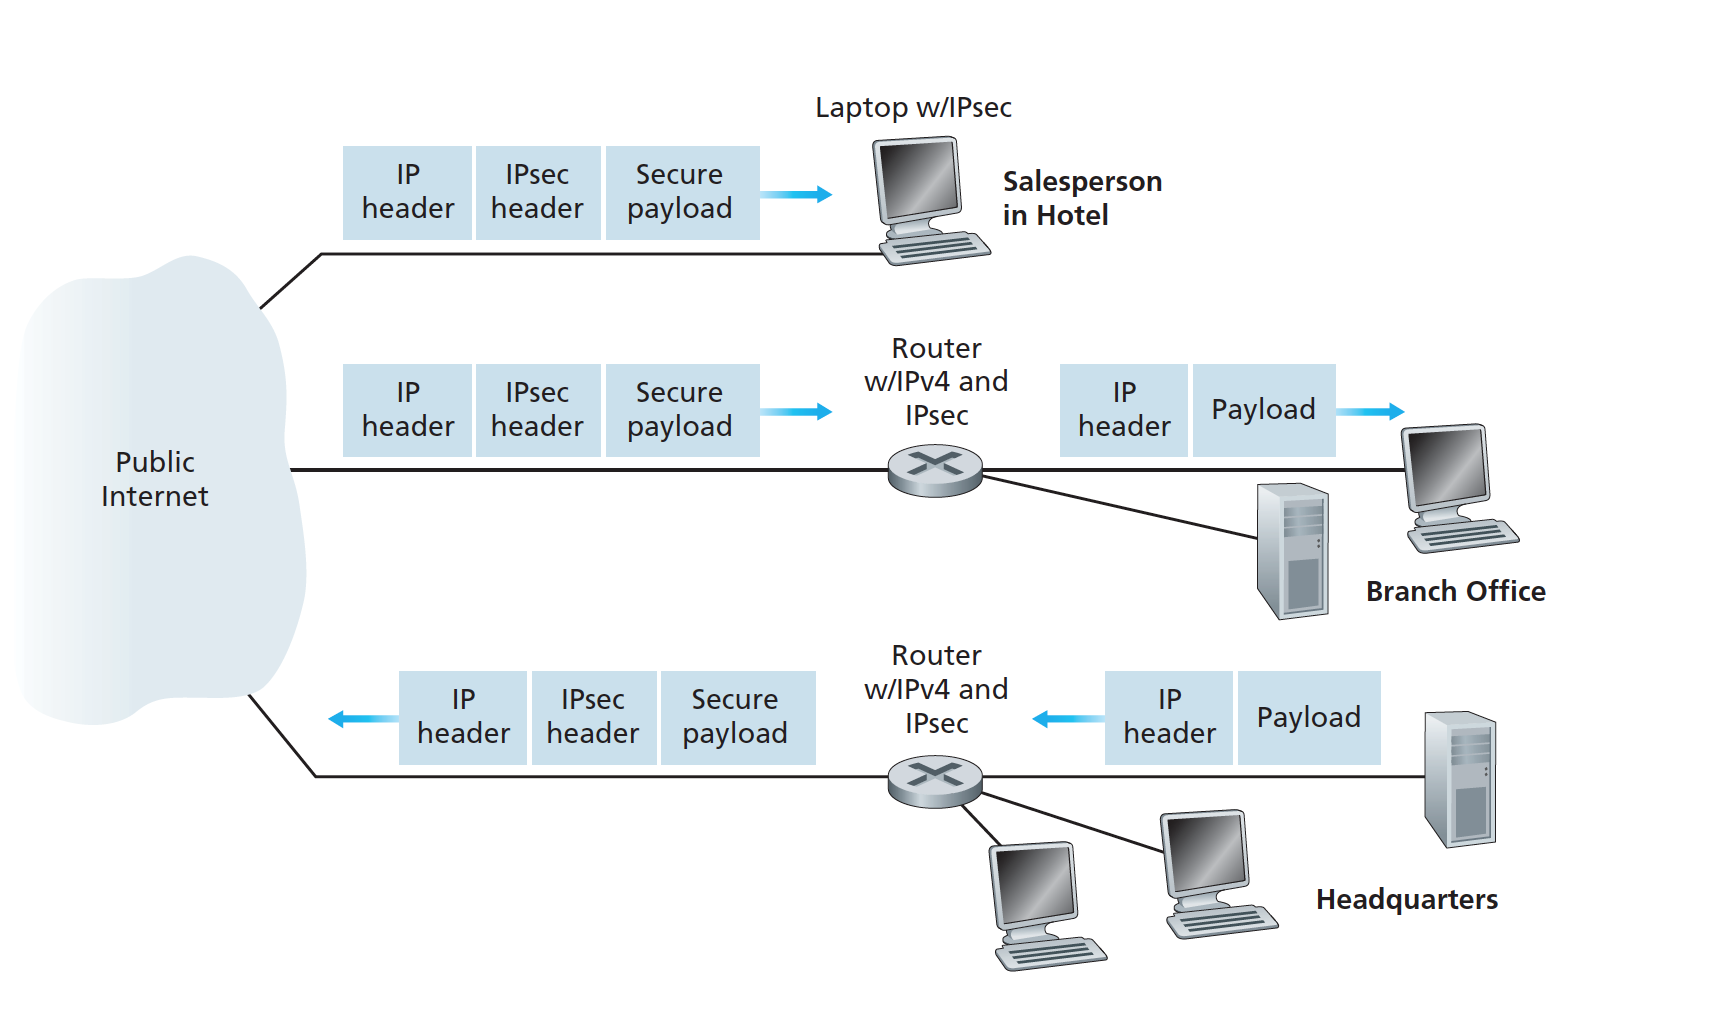 Laptop w/IPsec
IP
header
IPsec
header
Secure
payload
Salesperson
in Hotel
Router
w/IPv4 and
IPsec
IP
header
IPsec
header
Secure
payload
IP
header
Payload
Public
Internet
Branch Office
Router
w/IPv4 and
IPsec
IP
header
IPsec
header
Secure
payload
IP
header
Payload
Headquarters